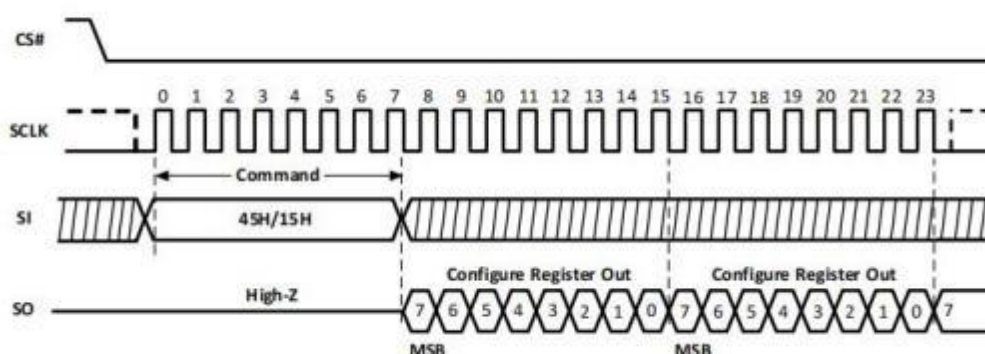 CS#
0 1 2 3 4 5 6 7 8 9 10 11 12 13 14 15 16 17 18 19 20 21 22 23
SCLK
Command
SI 45H/15H
Configure Register Out Configure Register Out
High-Z
SO 7 6 5 4 3 2 1 0 7 6 5 4 3 2 1 0 7
MSB MSB